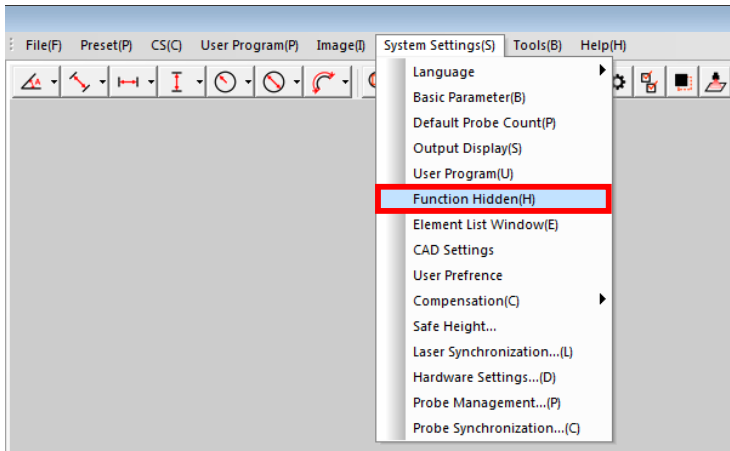 File(F) Preset(P) CS(C) User Program(P) Image(I) System Settings(S) Tools(B) Help(H)
Language
Basic Parameter(B)
Default Probe Count(P)
Output Display(S)
User Program(U)
Function Hidden(H)
Element List Window(E)
CAD Settings
User Prefrence
Compensation(C)
Safe Height...
Laser Synchronization...(L)
Hardware Settings...(D)
Probe Management...(P)
Probe Synchronization...(C)